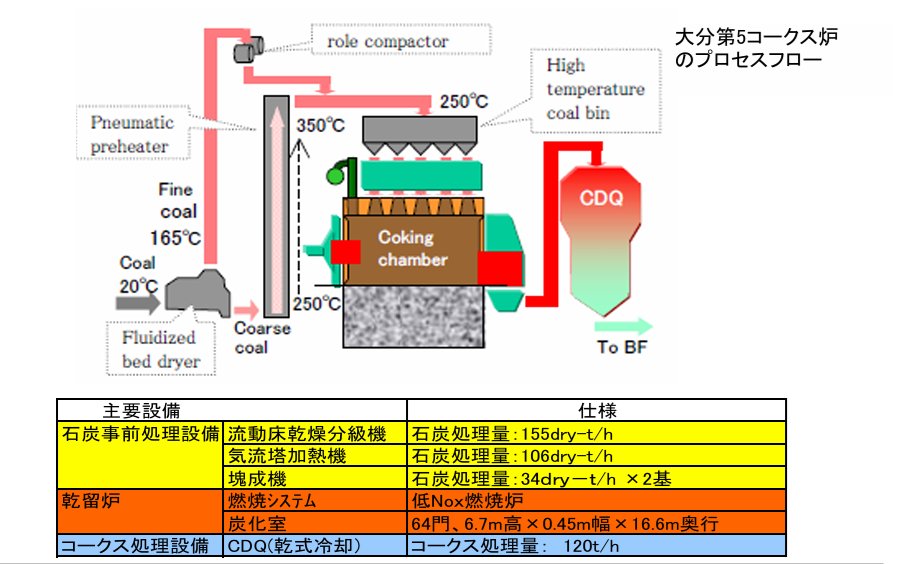 大分第5コークス炉
のプロセスフロー
role compactor
High
temperature
coal bin
250℃
Pneumatic
preheater
350℃
CDQ
Fine
coal
165℃
Coking
chamber
Coal
20℃
250℃
Coarse
coal
Fluidized
bed dryer
To BF
主要設備 仕様
石炭事前処理設備 流動床乾燥分級機 石炭処理量:155dry-t/h
気流塔加熱機 石炭処理量:106dry-t/h
塊成機 石炭処理量:34dry-t/h ×2基
乾留炉 燃焼ｼｽﾃﾑ 低Nox燃焼炉
炭化室 64門、6.7m高×0.45m幅×16.6m奥行
コークス処理設備 CDQ(乾式冷却) コークス処理量: 120t/h